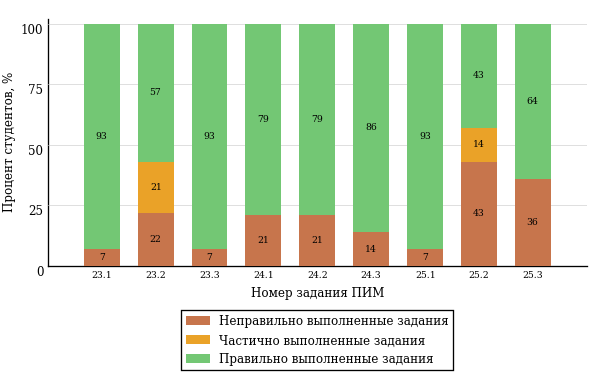 Процент студентов, %
100
75
50
25
0
93 57 93 79 79 86 93 43 64
21 14
7 22 7 21 21 14 7 43 36
23.1 23.2 23.3 24.1 24.2 24.3 25.1 25.2 25.3
Номер задания ПИМ
Неправильно выполненные задания
Частично выполненные задания
Правильно выполненные задания